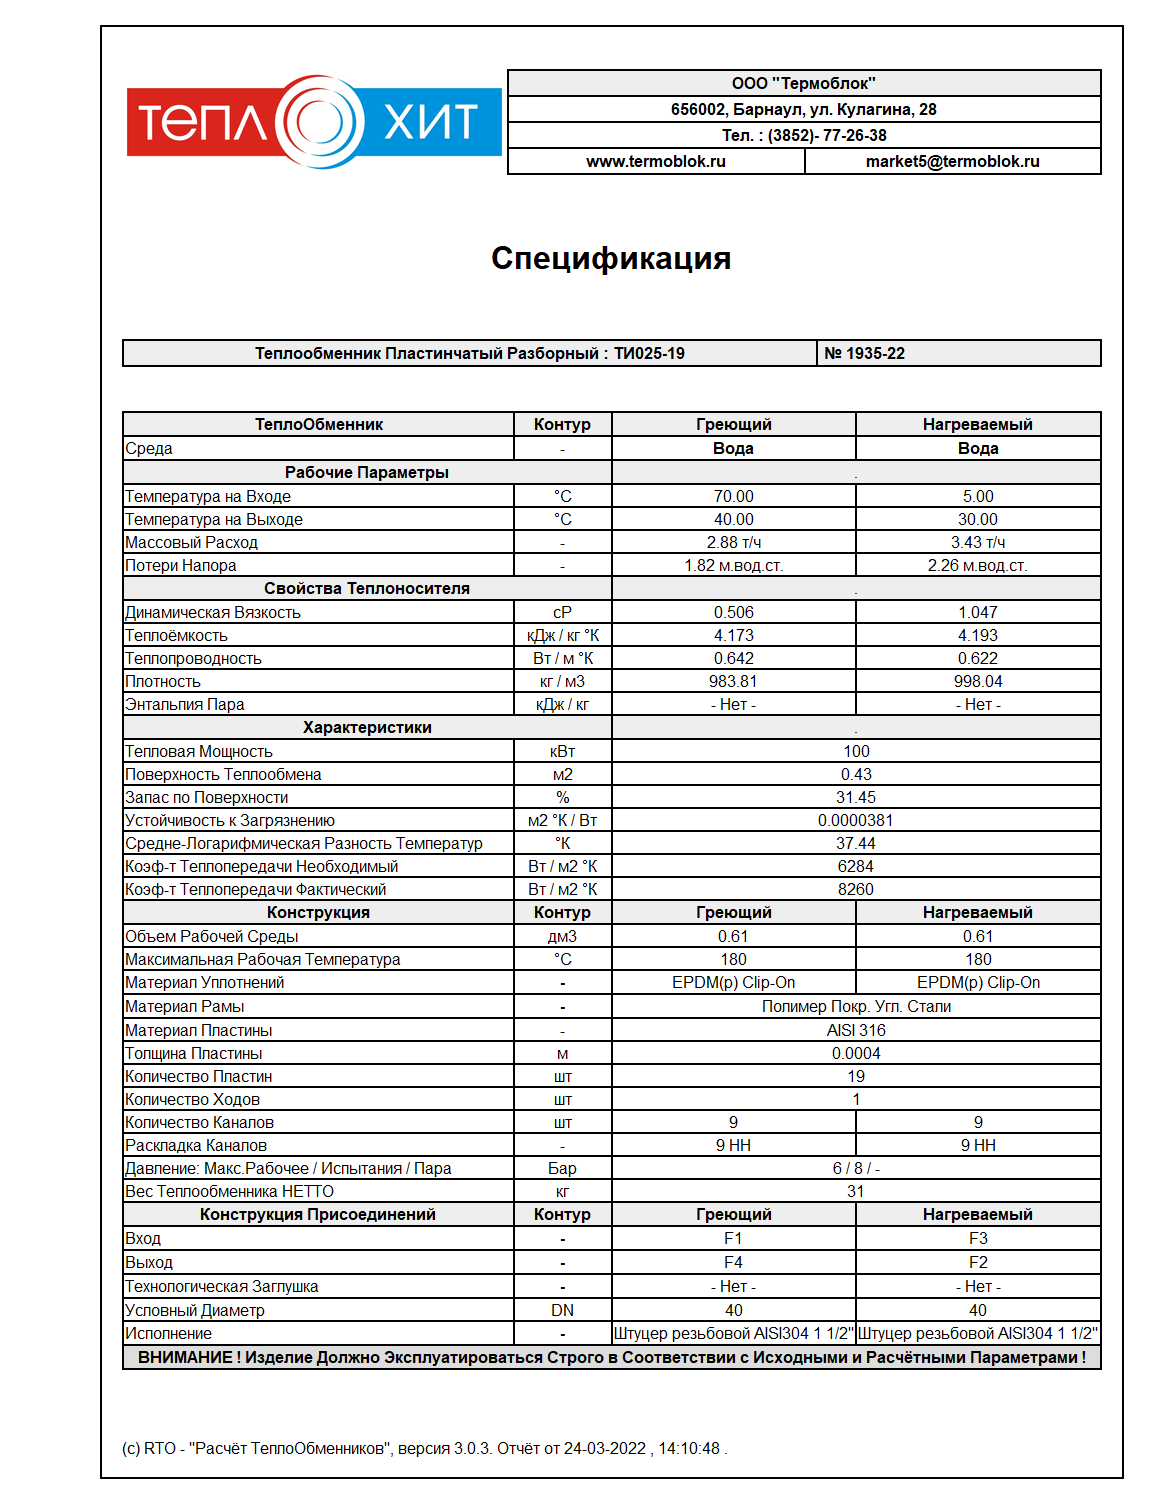 ТЕПЛ ХИТ
ООО "Термоблок"
656002, Барнаул, ул. Кулагина, 28
Тел. : (3852)- 77-26-38
www.termoblok.ru market5@termoblok.ru
Спецификация
Теплообменник Пластинчатый Разборный : ТИ025-19 № 1935-22
ТеплоОбменник Контур Греющий Нагреваемый
Среда - Вода Вода
Рабочие Параметры .
Температура на Входе °C 70.00 5.00
Температура на Выходе °C 40.00 30.00
Массовый Расход - 2.88 т/ч 3.43 т/ч
Потери Напора - 1.82 м.вод.ст. 2.26 м.вод.ст.
Свойства Теплоносителя .
Динамическая Вязкость сР 0.506 1.047
Теплоёмкость кДж / кг °К 4.173 4.193
Теплопроводность Вт / м °К 0.642 0.622
Плотность кг / м3 983.81 998.04
Энтальпия Пара кДж / кг - Нет - - Нет -
Характеристики .
Тепловая Мощность кВт 100
Поверхность Теплообмена м2 0.43
Запас по Поверхности % 31.45
Устойчивость к Загрязнению м2 °К / Вт 0.0000381
Средне-Логарифмическая Разность Температур °К 37.44
Коэф-т Теплопередачи Необходимый Вт / м2 °К 6284
Коэф-т Теплопередачи Фактический Вт / м2 °К 8260
Конструкция Контур Греющий Нагреваемый
Объем Рабочей Среды дм3 0.61 0.61
Максимальная Рабочая Температура °C 180 180
Материал Уплотнений - EPDM(p) Clip-On EPDM(p) Clip-On
Материал Рамы - Полимер Покр. Угл. Стали
Материал Пластины - AISI 316
Толщина Пластины м 0.0004
Количество Пластин шт 19
Количество Ходов шт 1
Количество Каналов шт 9 9
Раскладка Каналов - 9 НН 9 НН
Давление: Макс.Рабочее / Испытания / Пара Бар 6 / 8 / -
Вес Теплообменника НЕТТО кг 31
Конструкция Присоединений Контур Греющий Нагреваемый
Вход - F1 F3
Выход - F4 F2
Технологическая Заглушка - - Нет - - Нет -
Условный Диаметр DN 40 40
Исполнение - Штуцер резьбовой AISI304 1 1/2" Штуцер резьбовой AISI304 1 1/2"
ВНИМАНИЕ ! Изделие Должно Эксплуатироваться Строго в Соответствии с Исходными и Расчётными Параметрами !
(с) RTO - "Расчёт ТеплоОбменников", версия 3.0.3. Отчёт от 24-03-2022 , 14:10:48 .